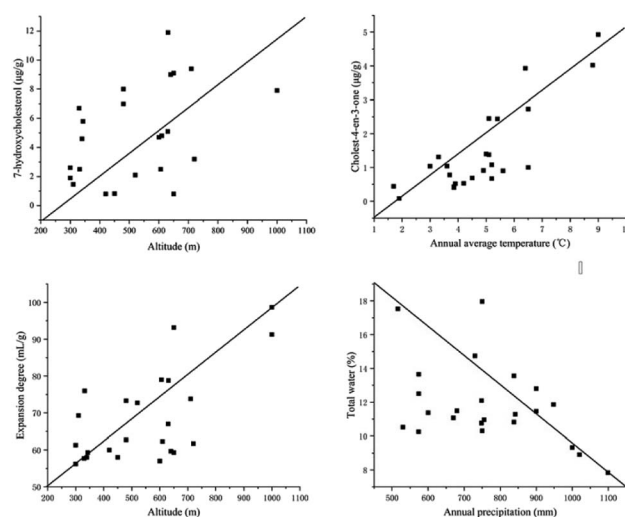 7-hydroxycholesterol (μg/g)
12
10
8
6
4
2
0
200 300 400 500 600 700 800 900 1000 1100
Altitude (m)
Cholest-4-en-3-one (μg/g)
5
4
3
2
1
0
1 2 3 4 5 6 7 8 9 10
Annual average temperature (℃)
Expansion degree (mL/g)
100
90
80
70
60
50
200 300 400 500 600 700 800 900 1000 1100
Altitude (m)
Total water (%)
18
16
14
12
10
8
500 600 700 800 900 1000 1100
Annual precipitation (mm)